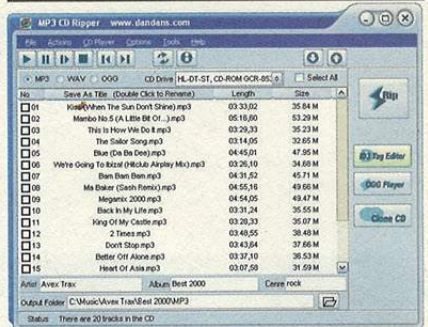 MP3 CD Ripper www.dandans.com
File Actions CD Player Options Tools Help
MP3 WAV OGG CD Drive HL-DT-ST, CD-ROM GCR-85 Select All
No Save As Title (Double Click to Rename) Length Size
Rip
01 Kiss (When The Sun Don't Shine).mp3 03:33,02 35.84 M
02 Mambo No.5 (A Little Bit Of...).mp3 05:16,60 53.29 M
03 This Is How We Do It.mp3 03:29,33 35.23 M
04 The Sailor Song.mp3 03:14,05 32.65 M
05 Blue (Da Ba Dee).mp3 04:45,01 47.95 M
ID3 Tag Editor
06 We're Going To Ibiza! (Hitclub Airplay Mix).mp3 03:26,10 34.68 M
07 Bam Bam Bam.mp3 04:31,52 45.71 M
OGG Player
08 Ma Baker (Sash Remix).mp3 04:55,16 49.66 M
09 Megamix 2000.mp3 04:54,05 49.47 M
10 Back In My Life.mp3 03:31,24 35.55 M
Clone CD
11 King Of My Castle.mp3 03:28,33 35.07 M
12 2 Times.mp3 03:48,55 38.48 M
13 Don't Stop.mp3 03:43,64 37.66 M
14 Better Off Alone.mp3 03:37,10 36.53 M
15 Heart Of Asia.mp3 03:07,58 31.59 M
Artist Avex Trax Album Best 2000 Genre rock
Output Folder C:\Music\Avex Trax\Best 2000\MP3
Status There are 20 tracks in the CD